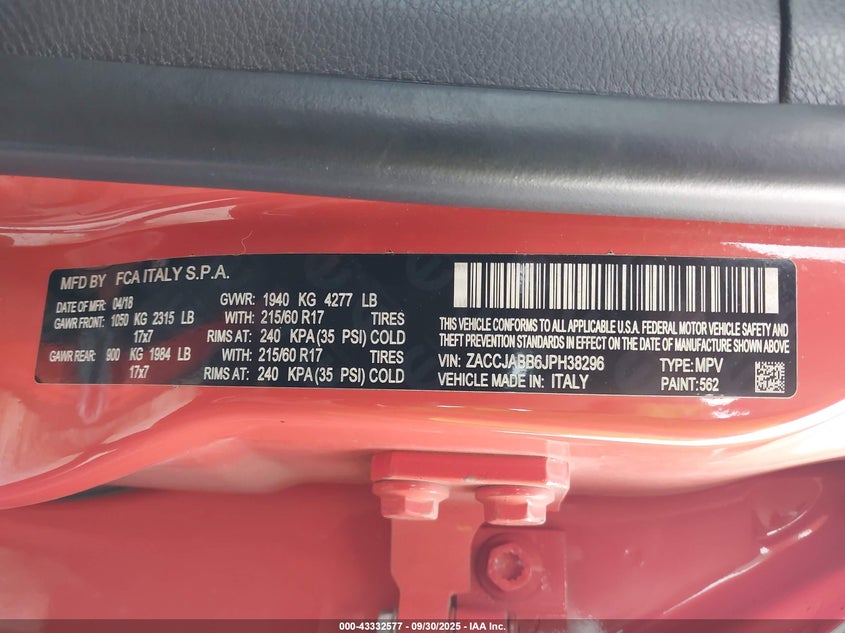 MFD BY FCA ITALY S.P.A.
DATE OF MFR: 04/18 GVWR: 1940 KG 4277 LB
GAWR FRONT: 1050 KG 2315 LB WITH: 215/60 R17 TIRES
17x7 RIMS AT: 240 KPA (35 PSI) COLD
GAWR REAR: 900 KG 1984 LB WITH: 215/60 R17 TIRES
17x7 RIMS AT: 240 KPA (35 PSI) COLD
THIS VEHICLE CONFORMS TO ALL APPLICABLE U.S.A. FEDERAL MOTOR VEHICLE SAFETY AND
THEFT PREVENTION STANDARDS IN EFFECT ON THE DATE OF MANUFACTURE SHOWN ABOVE.
VIN: ZACCJABB6JPH38296 TYPE: MPV
VEHICLE MADE IN: ITALY PAINT: 562
000-43332577 - 09/30/2025 - IAA Inc.